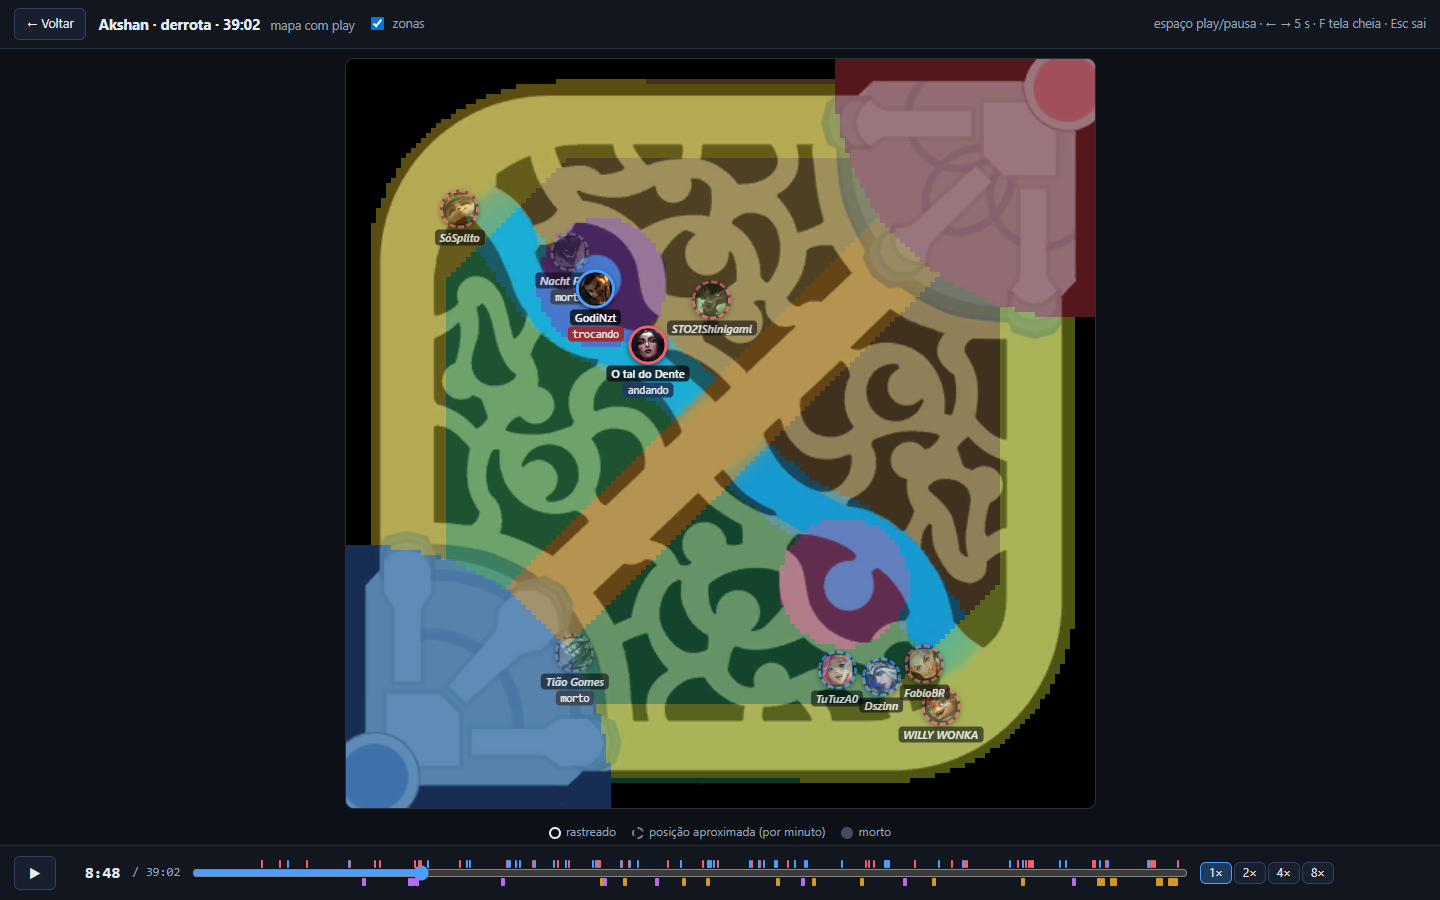 ← Voltar
Akshan · derrota · 39:02
mapa com play
zonas
espaço play/pausa · ← → 5 s · F tela cheia · Esc sai
SóSplito
Nacht F
mort
GodiNzt
trocando
STO21Shinigami
O tal do Dente
andando
Tião Gomes
morto
TuTuzA0
Dszinn
FabioBR
WILLY WONKA
rastreado
posição aproximada (por minuto)
morto
8:48 / 39:02
1×
2×
4×
8×